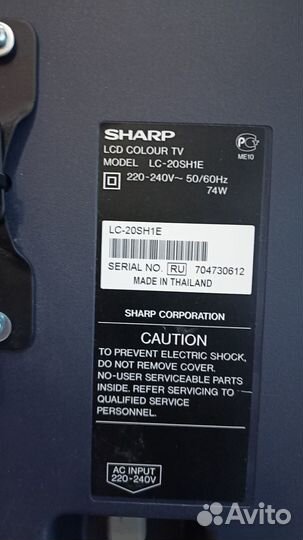 SHARP
LCD COLOUR TV
MODEL LC-20SH1E
220-240V~ 50/60Hz
74W
PC
ME10
LC-20SH1E
SERIAL NO. RU 704730612
MADE IN THAILAND
SHARP CORPORATION
CAUTION
TO PREVENT ELECTRIC SHOCK,
DO NOT REMOVE COVER.
NO-USER SERVICEABLE PARTS
INSIDE. REFER SERVICING TO
QUALIFIED SERVICE
PERSONNEL.
AC INPUT
220-240V
Avito